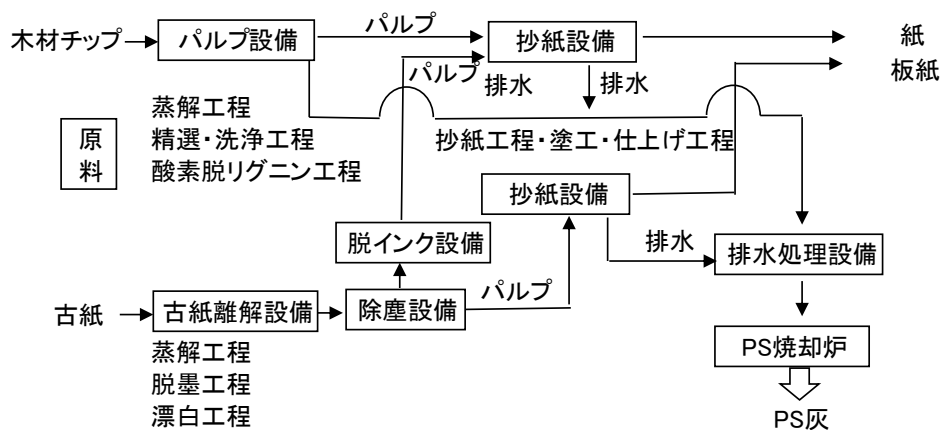 木材チップ
パルプ設備
パルプ
抄紙設備
紙
板紙
パルプ
排水
排水
原料
蒸解工程
精選・洗浄工程
酸素脱リグニン工程
抄紙工程・塗工・仕上げ工程
抄紙設備
脱インク設備
排水
排水処理設備
古紙
古紙離解設備
除塵設備
パルプ
蒸解工程
脱墨工程
漂白工程
PS焼却炉
PS灰